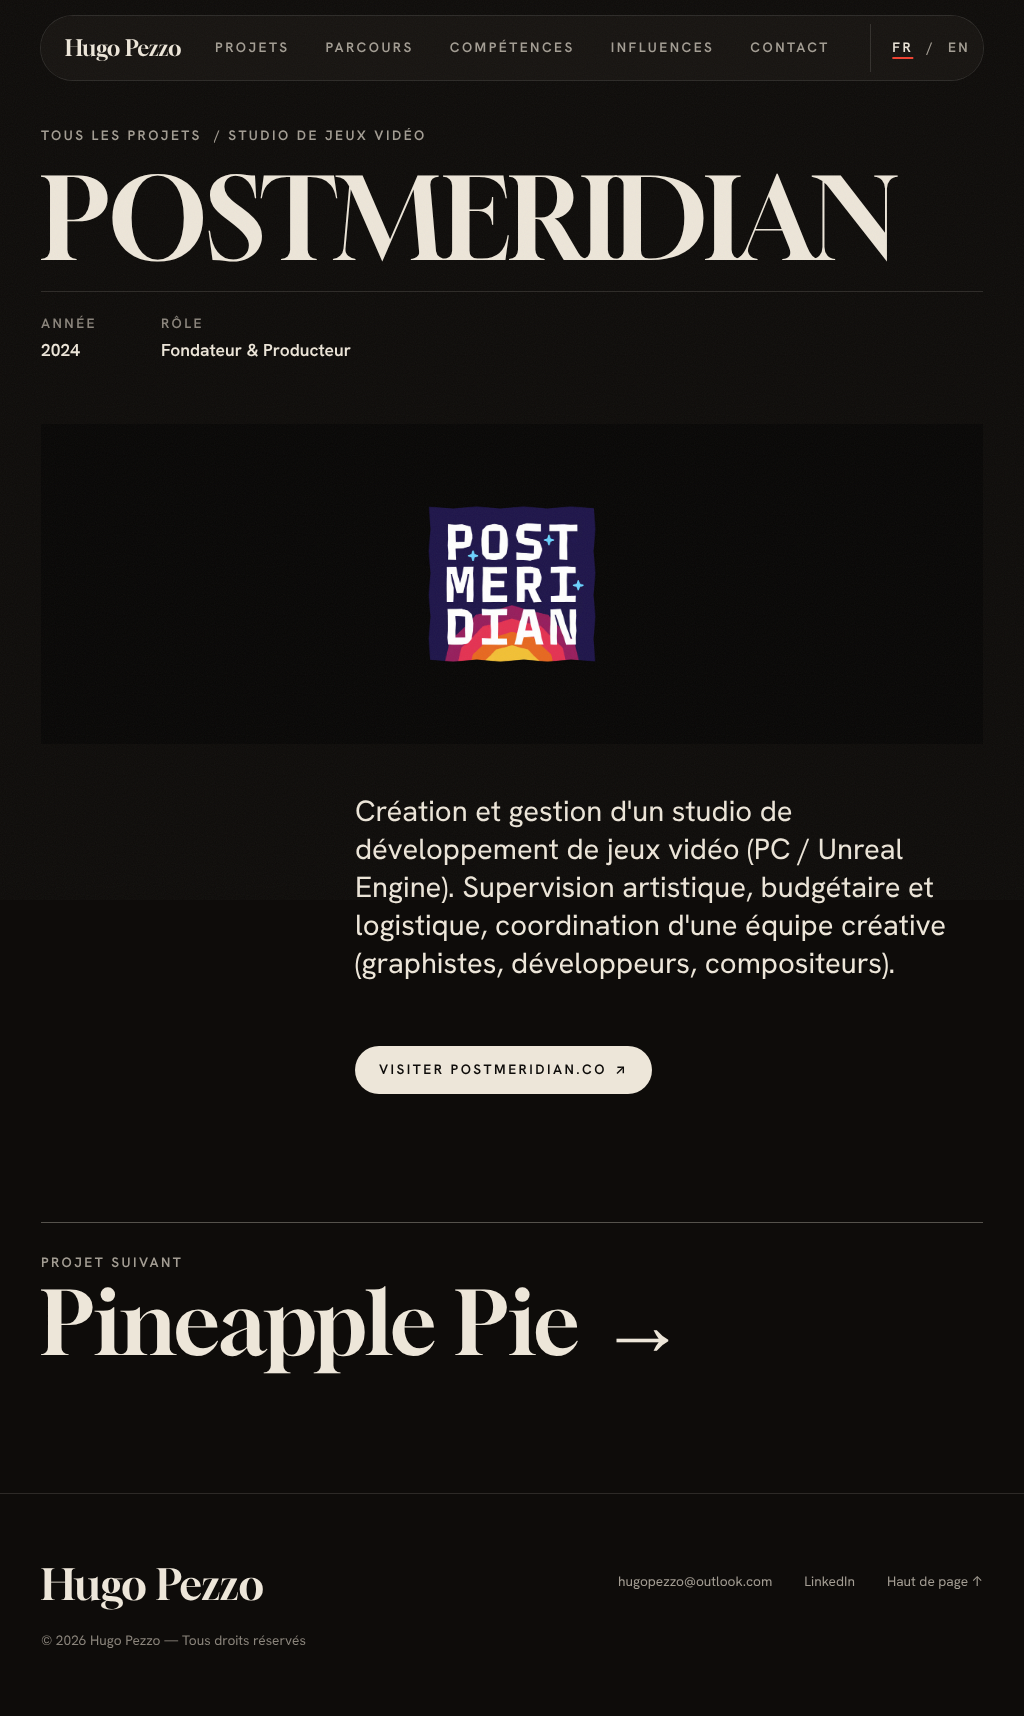 Hugo Pezzo PROJETS PARCOURS COMPÉTENCES INFLUENCES CONTACT FR / EN
TOUS LES PROJETS / STUDIO DE JEUX VIDÉO
POSTMERIDIAN
ANNÉE RÔLE
2024 Fondateur & Producteur
POST
MERI
DIAN
Création et gestion d'un studio de
développement de jeux vidéo (PC / Unreal
Engine). Supervision artistique, budgétaire et
logistique, coordination d'une équipe créative
(graphistes, développeurs, compositeurs).
VISITER POSTMERIDIAN.CO ↗
PROJET SUIVANT
Pineapple Pie →
Hugo Pezzo
hugopezzo@outlook.com LinkedIn Haut de page ↑
© 2026 Hugo Pezzo — Tous droits réservés